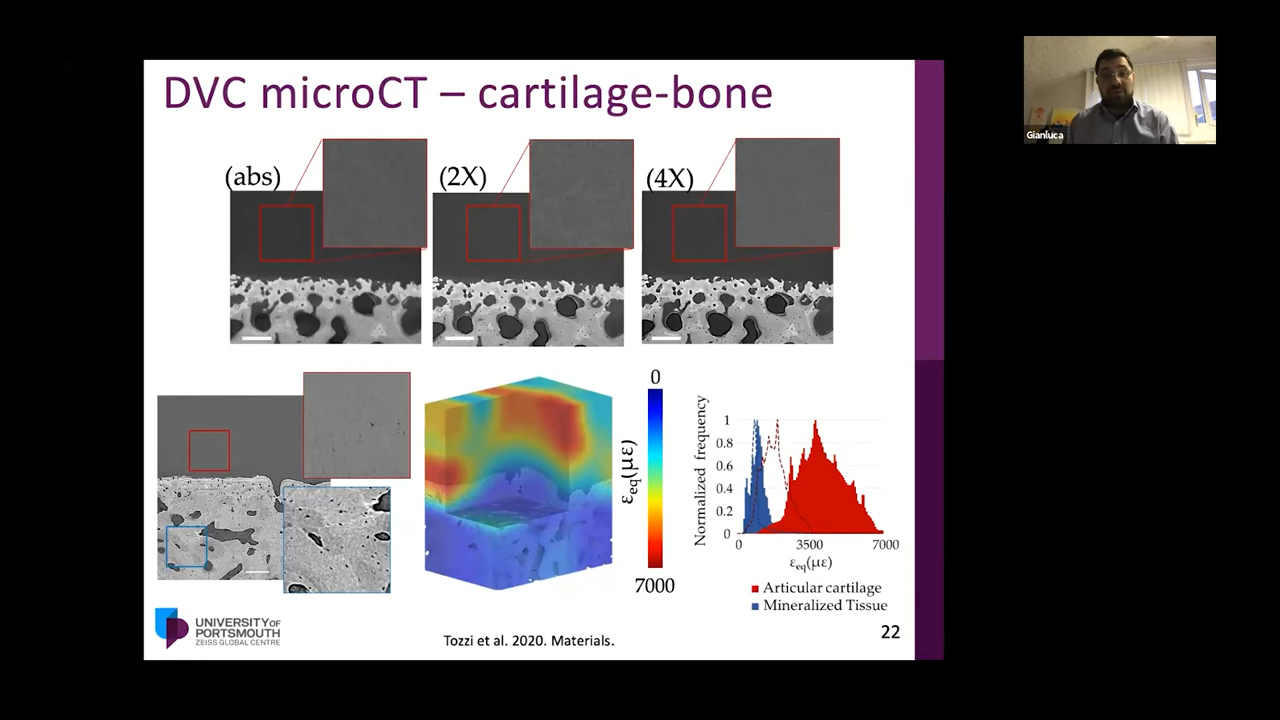 DVC microCT – cartilage-bone
Gianluca
(abs)
(2X)
(4X)
0
εeq(με)
7000
Normalized frequency
1
0.8
0.6
0.4
0.2
0
0
3500
7000
εeq(με)
Articular cartilage
Mineralized Tissue
UNIVERSITY OF
PORTSMOUTH
ZEISS GLOBAL CENTRE
Tozzi et al. 2020. Materials.
22